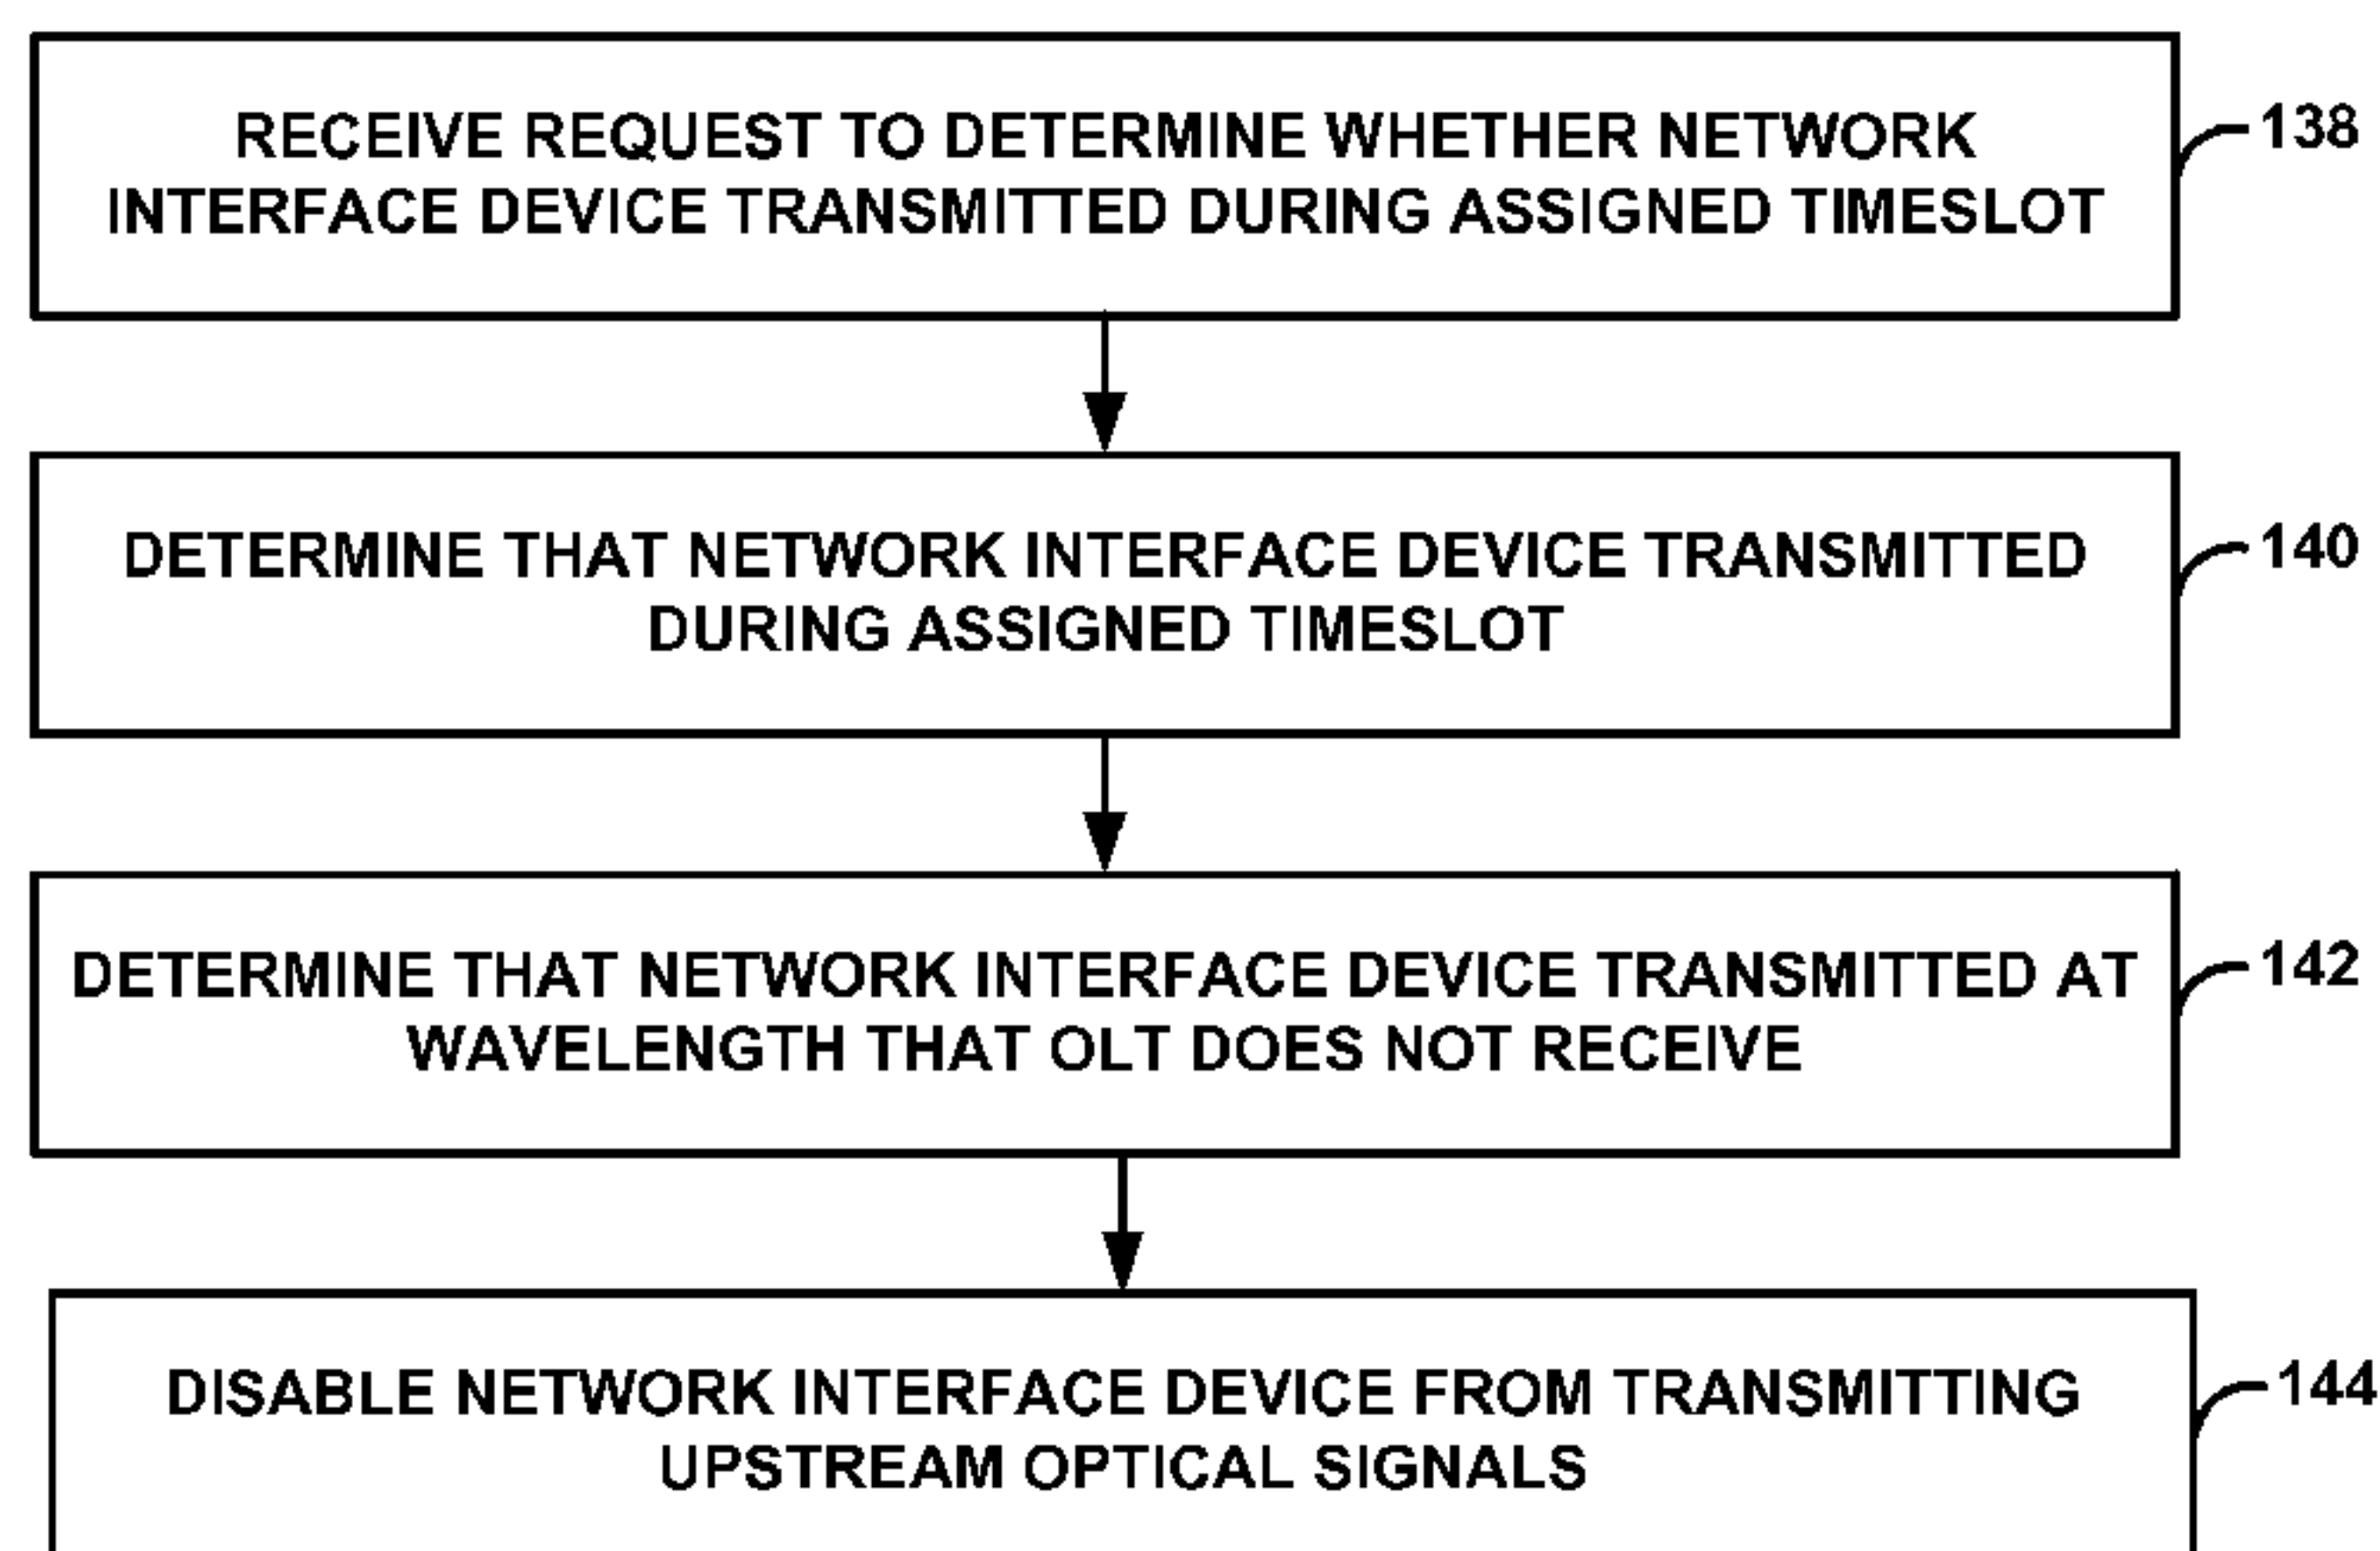 RECEIVE REQUEST TO DETERMINE WHETHER NETWORK
INTERFACE DEVICE TRANSMITTED DURING ASSIGNED TIMESLOT
138
DETERMINE THAT NETWORK INTERFACE DEVICE TRANSMITTED
DURING ASSIGNED TIMESLOT
140
DETERMINE THAT NETWORK INTERFACE DEVICE TRANSMITTED AT
WAVELENGTH THAT OLT DOES NOT RECEIVE
142
DISABLE NETWORK INTERFACE DEVICE FROM TRANSMITTING
UPSTREAM OPTICAL SIGNALS
144